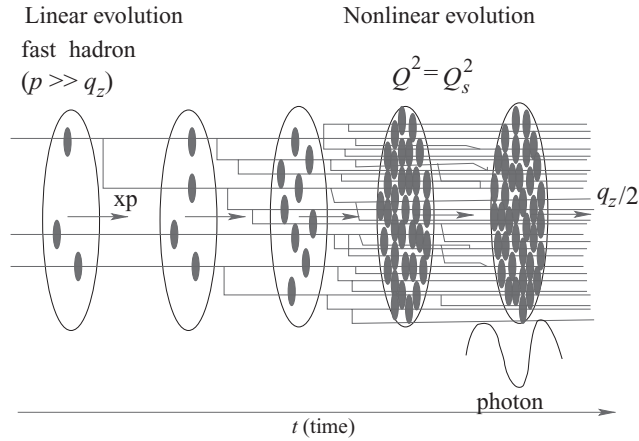 Linear evolution
Nonlinear evolution
fast hadron
(p >> q_z)
Q^2 = Q_s^2
xp
q_z/2
photon
t (time)